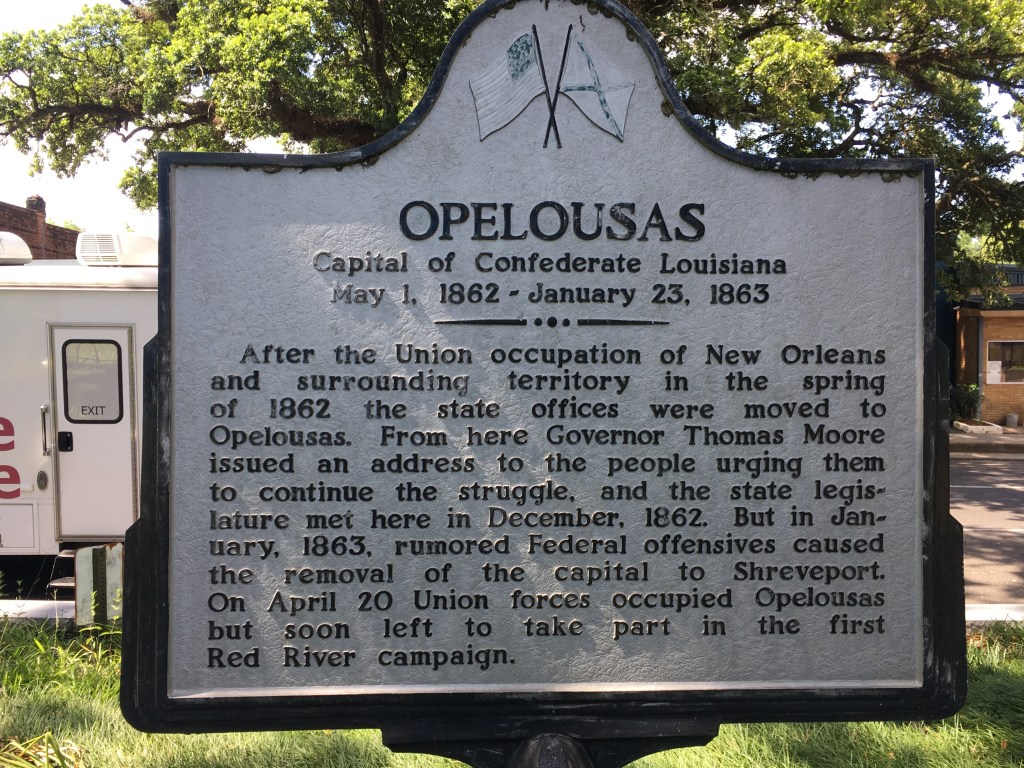 OPELOUSAS
Capital of Confederate Louisiana
May 1, 1862 - January 23, 1863
After the Union occupation of New Orleans
and surrounding territory in the spring
of 1862 the state offices were moved to
Opelousas. From here Governor Thomas Moore
issued an address to the people urging them
to continue the struggle, and the state legis-
lature met here in December, 1862. But in Jan-
uary, 1863, rumored Federal offensives caused
the removal of the capital to Shreveport.
On April 20 Union forces occupied Opelousas
but soon left to take part in the first
Red River campaign.
EXIT
e
e